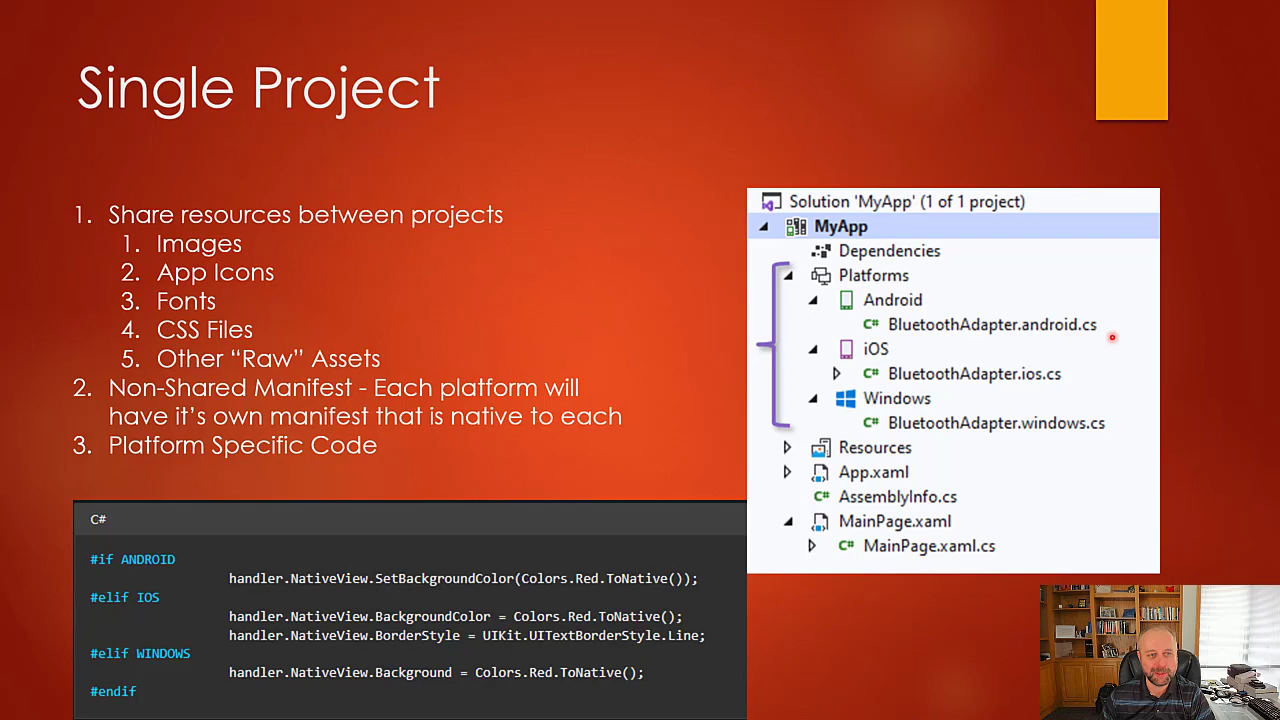 Single Project
1. Share resources between projects
1. Images
2. App Icons
3. Fonts
4. CSS Files
5. Other “Raw” Assets
2. Non-Shared Manifest - Each platform will
have it’s own manifest that is native to each
3. Platform Specific Code
Solution 'MyApp' (1 of 1 project)
MyApp
Dependencies
Platforms
Android
C# BluetoothAdapter.android.cs
iOS
C# BluetoothAdapter.ios.cs
Windows
C# BluetoothAdapter.windows.cs
Resources
App.xaml
C# AssemblyInfo.cs
MainPage.xaml
C# MainPage.xaml.cs
C#
#if ANDROID
handler.NativeView.SetBackgroundColor(Colors.Red.ToNative());
#elif IOS
handler.NativeView.BackgroundColor = Colors.Red.ToNative();
handler.NativeView.BorderStyle = UIKit.UITextBorderStyle.Line;
#elif WINDOWS
handler.NativeView.Background = Colors.Red.ToNative();
#endif